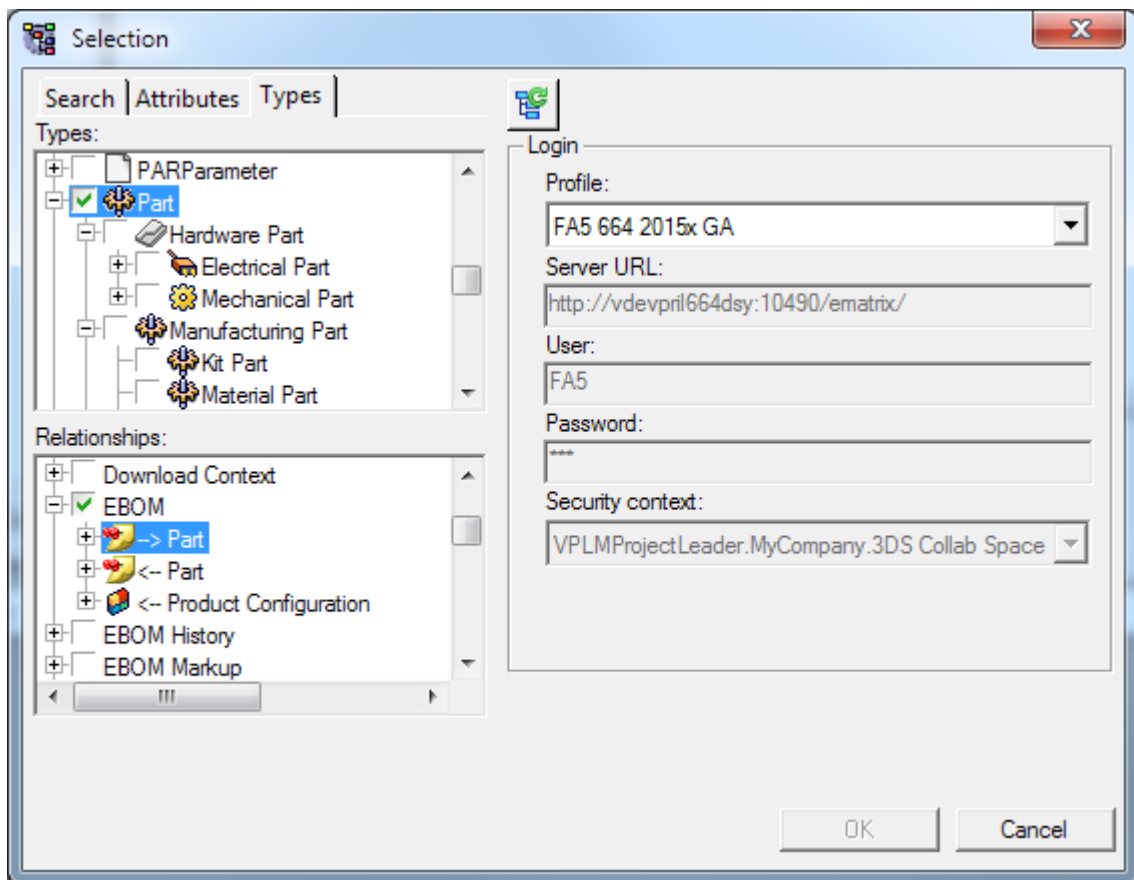 Selection
Search Attributes Types
Types:
PARParameter
Part
Hardware Part
Electrical Part
Mechanical Part
Manufacturing Part
Kit Part
Material Part
Relationships:
Download Context
EBOM
--> Part
<-- Part
<-- Product Configuration
EBOM History
EBOM Markup
Login
Profile:
FA5 664 2015x GA
Server URL:
http://vdevpril664dsy:10490/ematrix/
User:
FA5
Password:
***
Security context:
VPLMProjectLeader.MyCompany.3DS Collab Space
OK Cancel